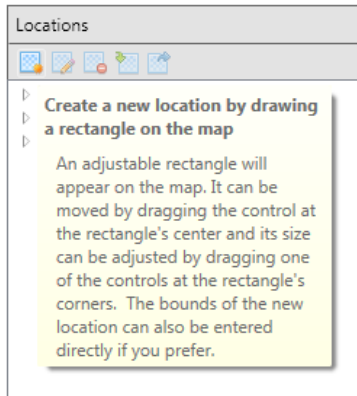 Locations
Create a new location by drawing
a rectangle on the map
An adjustable rectangle will
appear on the map. It can be
moved by dragging the control at
the rectangle's center and its size
can be adjusted by dragging one
of the controls at the rectangle's
corners.  The bounds of the new
location can also be entered
directly if you prefer.